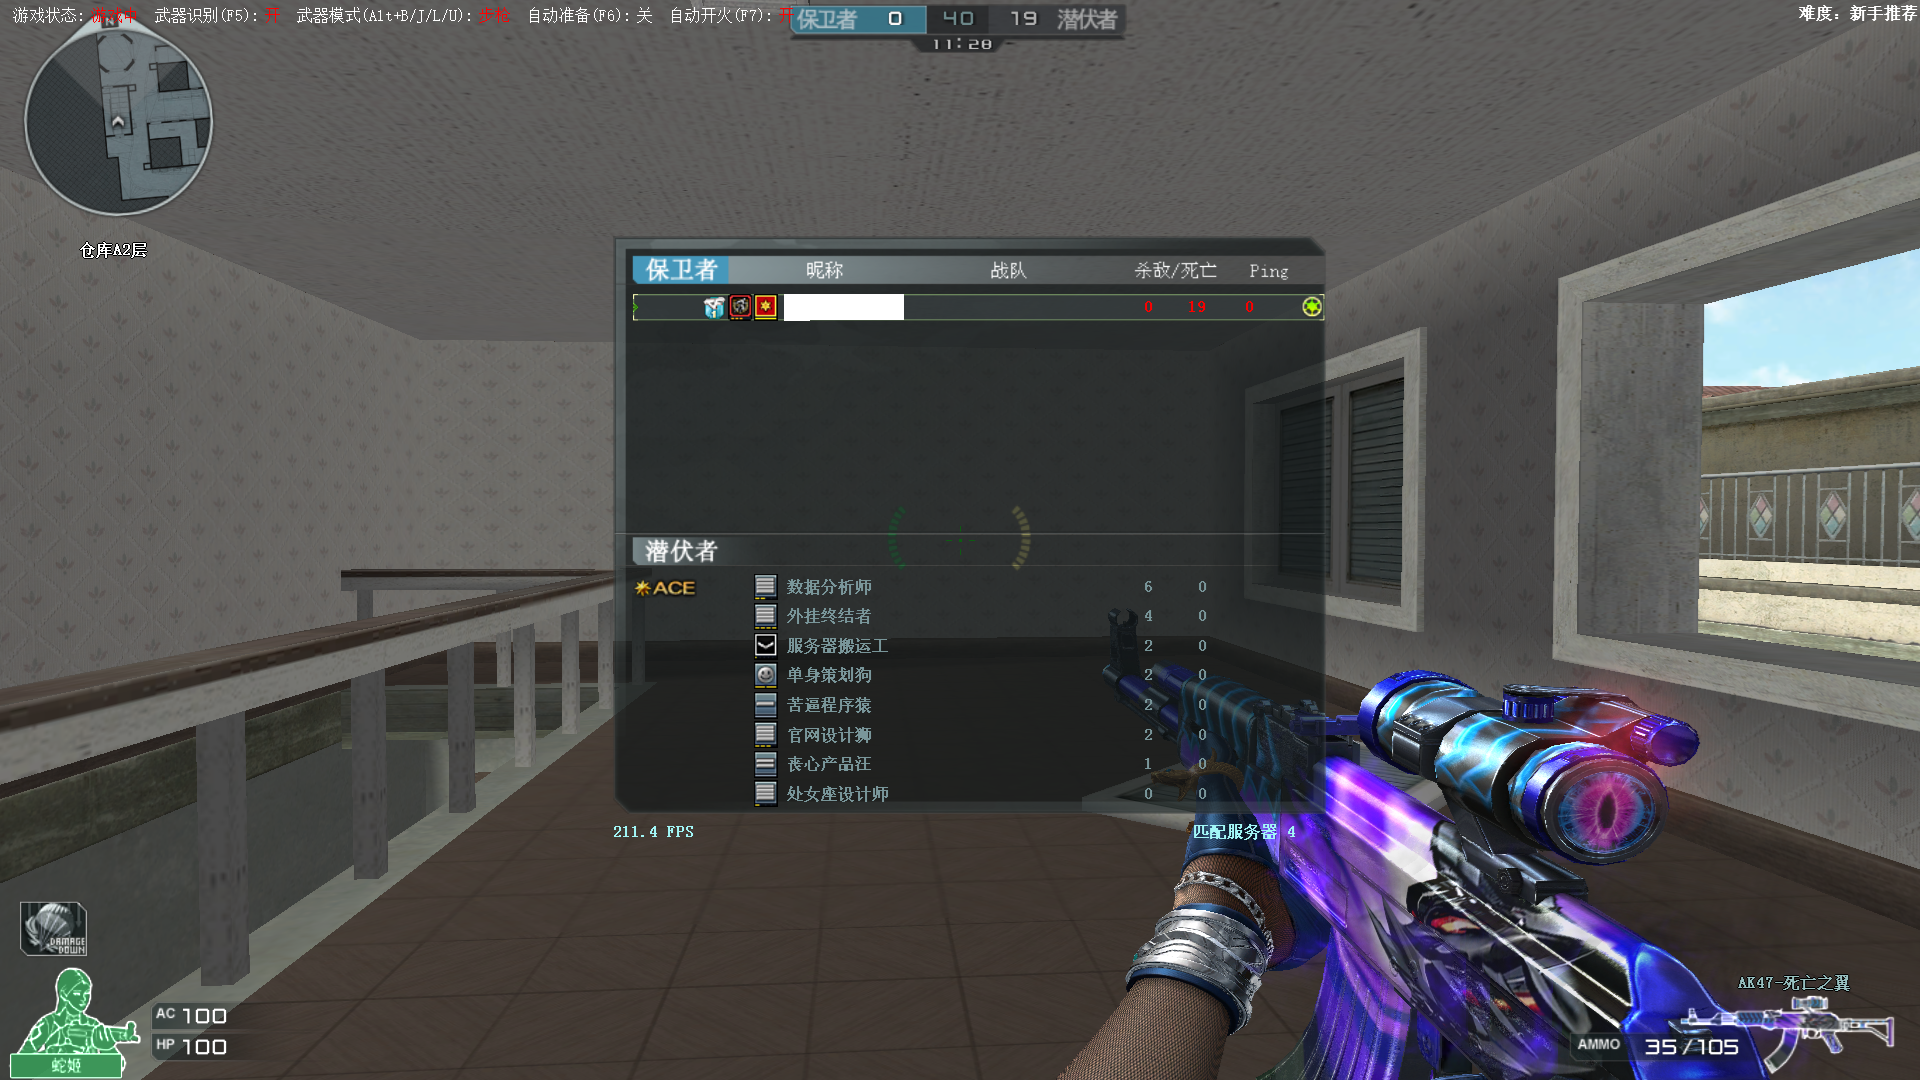 游戏状态: 游戏中 武器识别(F5): 开 武器模式(Alt+B/J/L/U): 步枪 自动准备(F6): 关 自动开火(F7): 开
保卫者 0 40 19 潜伏者
11:28
难度: 新手推荐
N
仓库A2层
保卫者 昵称 战队 杀敌/死亡 Ping
0 19 0
潜伏者
ACE 数据分析师 6 0
外挂终结者 4 0
服务器搬运工 2 0
单身策划狗 2 0
苦逼程序猿 2 0
官网设计狮 2 0
丧心产品汪 1 0
处女座设计师 0 0
211.4 FPS 匹配服务器 4
DAMAGE DOWN
AC 100
HP 100
蛇姬
AK47-死亡之翼
AMMO 35/105